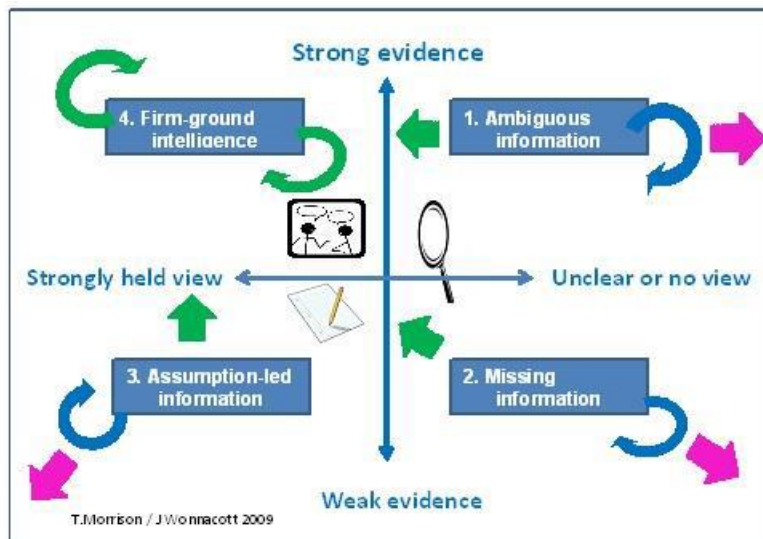 Strong evidence
4. Firm-ground
intelligence
1. Ambiguous
information
Strongly held view
Unclear or no view
3. Assumption-led
information
2. Missing
information
Weak evidence
T.Morrison / J Wonnacott 2009